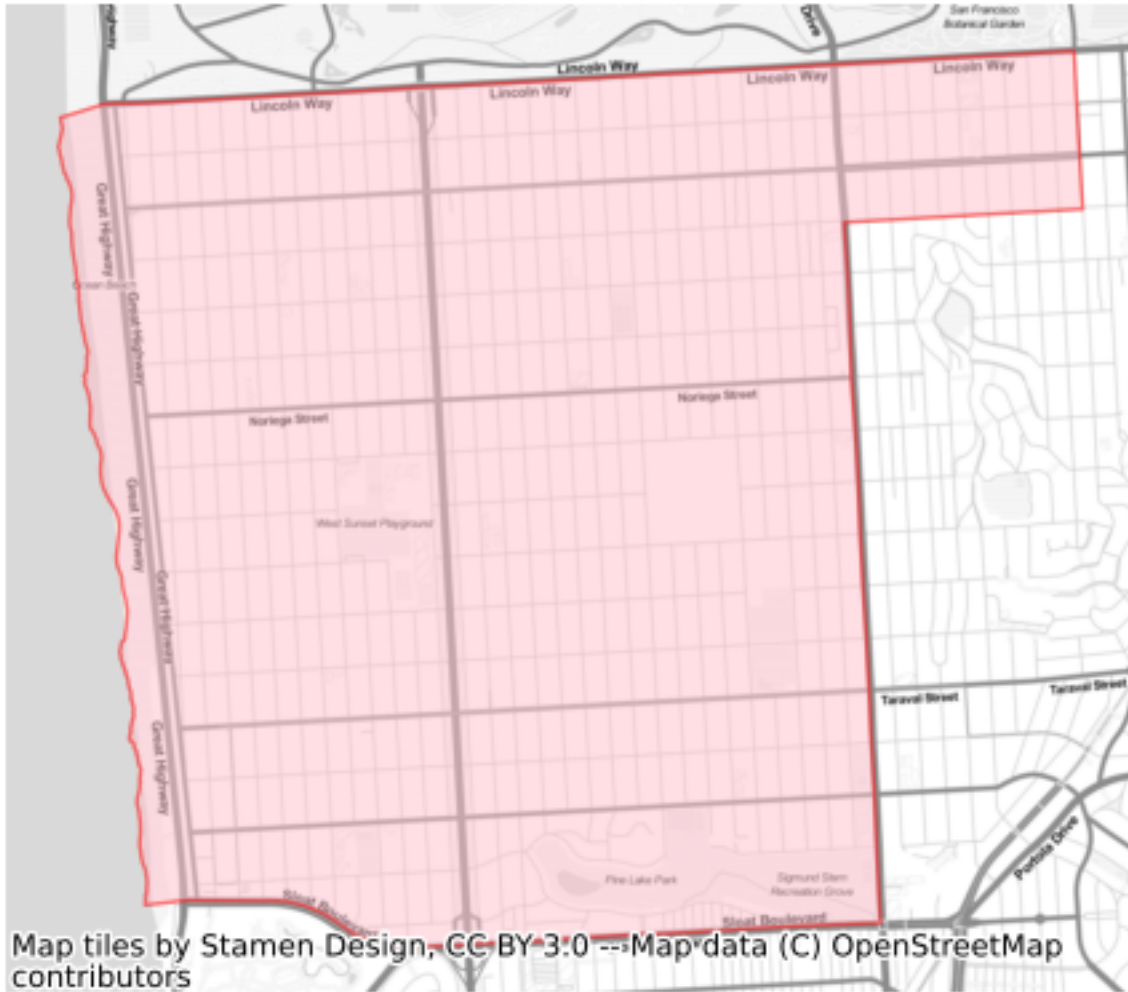 San Francisco
Botanical Garden
Drive
Lincoln Way
Lincoln Way
Lincoln Way
Lincoln Way
Lincoln Way
Great Highway
Great Highway
Noriega Street
Noriega Street
Great Highway
West Sunset Playground
Great Highway
Taraval Street
Taraval Street
Great Highway
Portola Drive
Pine Lake Park
Sigmund Stern
Recreation Grove
Sloat Boulevard
Sloat Boulevard
Map tiles by Stamen Design, CC BY 3.0 -- Map data (C) OpenStreetMap
contributors